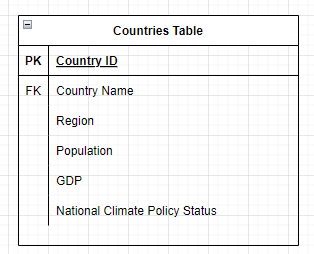 Countries Table
PK Country ID
FK Country Name
Region
Population
GDP
National Climate Policy Status